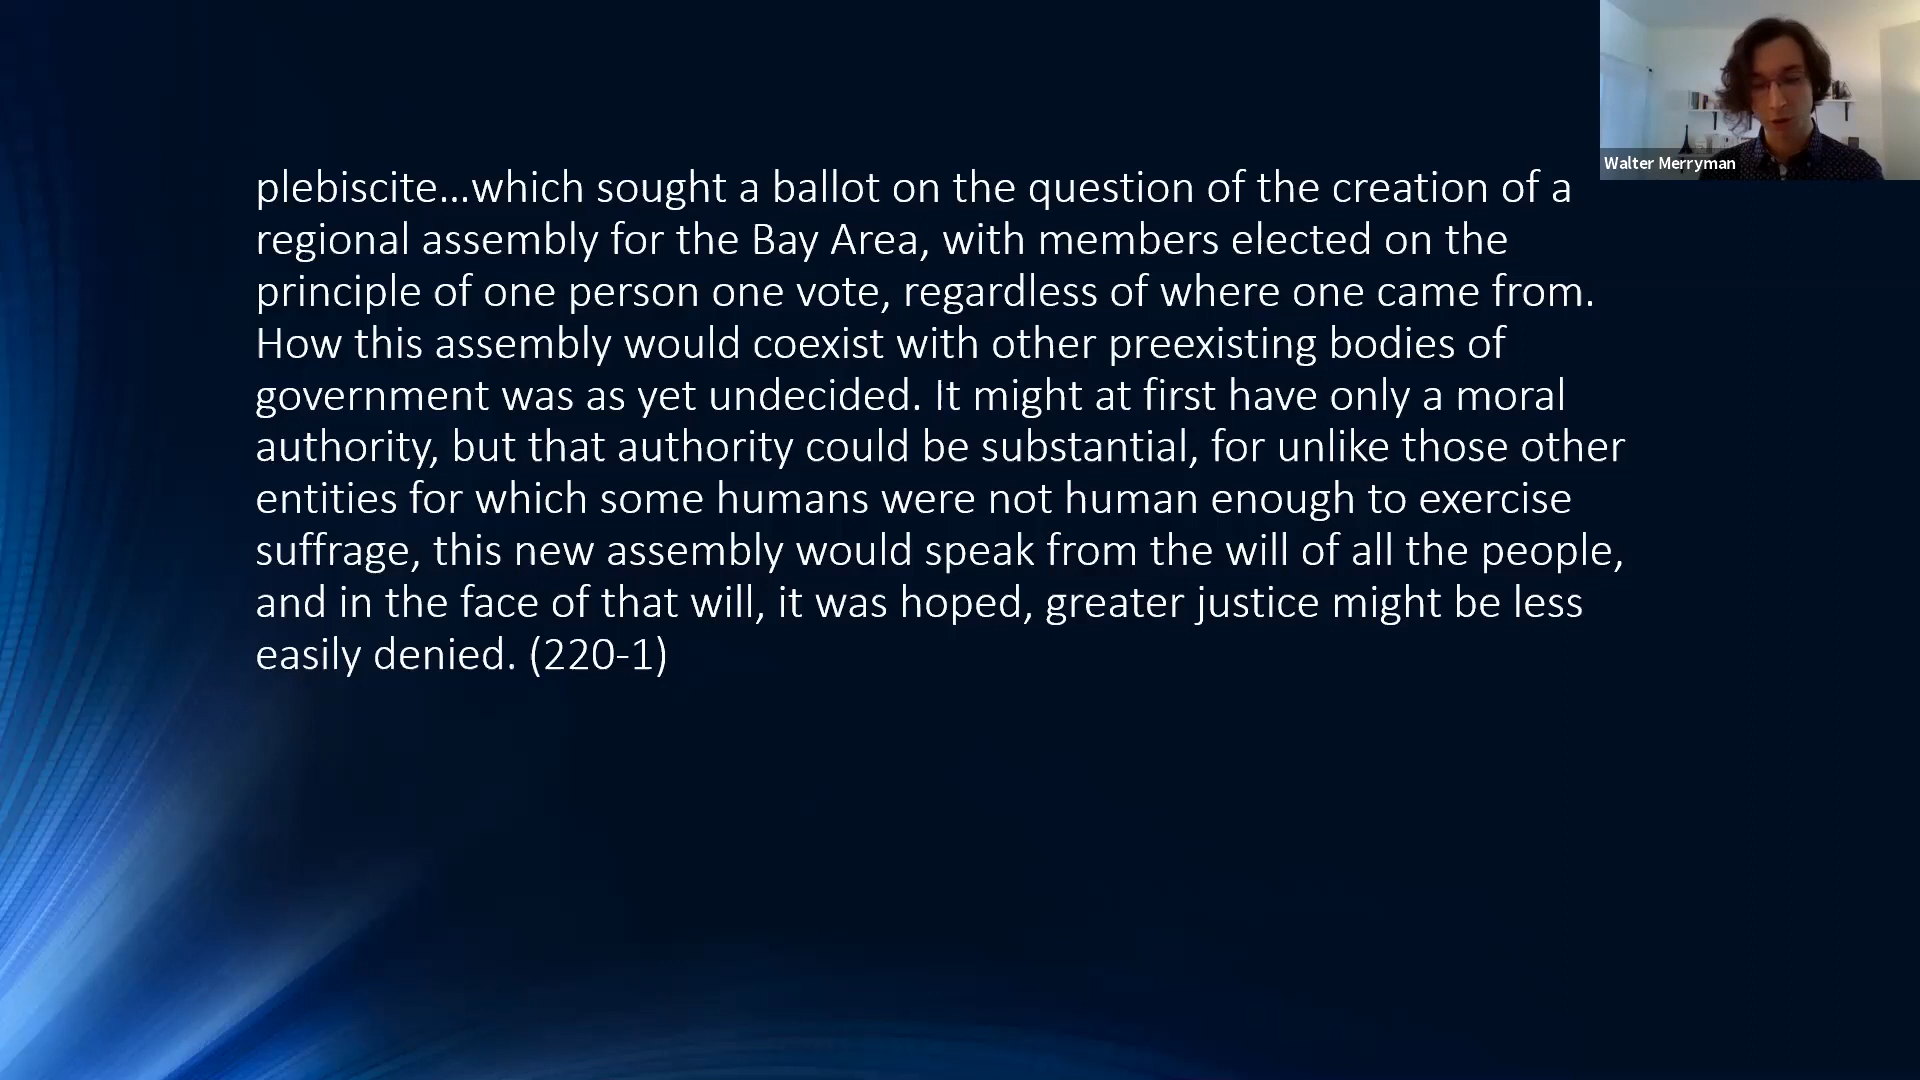 plebiscite...which sought a ballot on the question of the creation of a
regional assembly for the Bay Area, with members elected on the
principle of one person one vote, regardless of where one came from.
How this assembly would coexist with other preexisting bodies of
government was as yet undecided. It might at first have only a moral
authority, but that authority could be substantial, for unlike those other
entities for which some humans were not human enough to exercise
suffrage, this new assembly would speak from the will of all the people,
and in the face of that will, it was hoped, greater justice might be less
easily denied. (220-1)
Walter Merryman